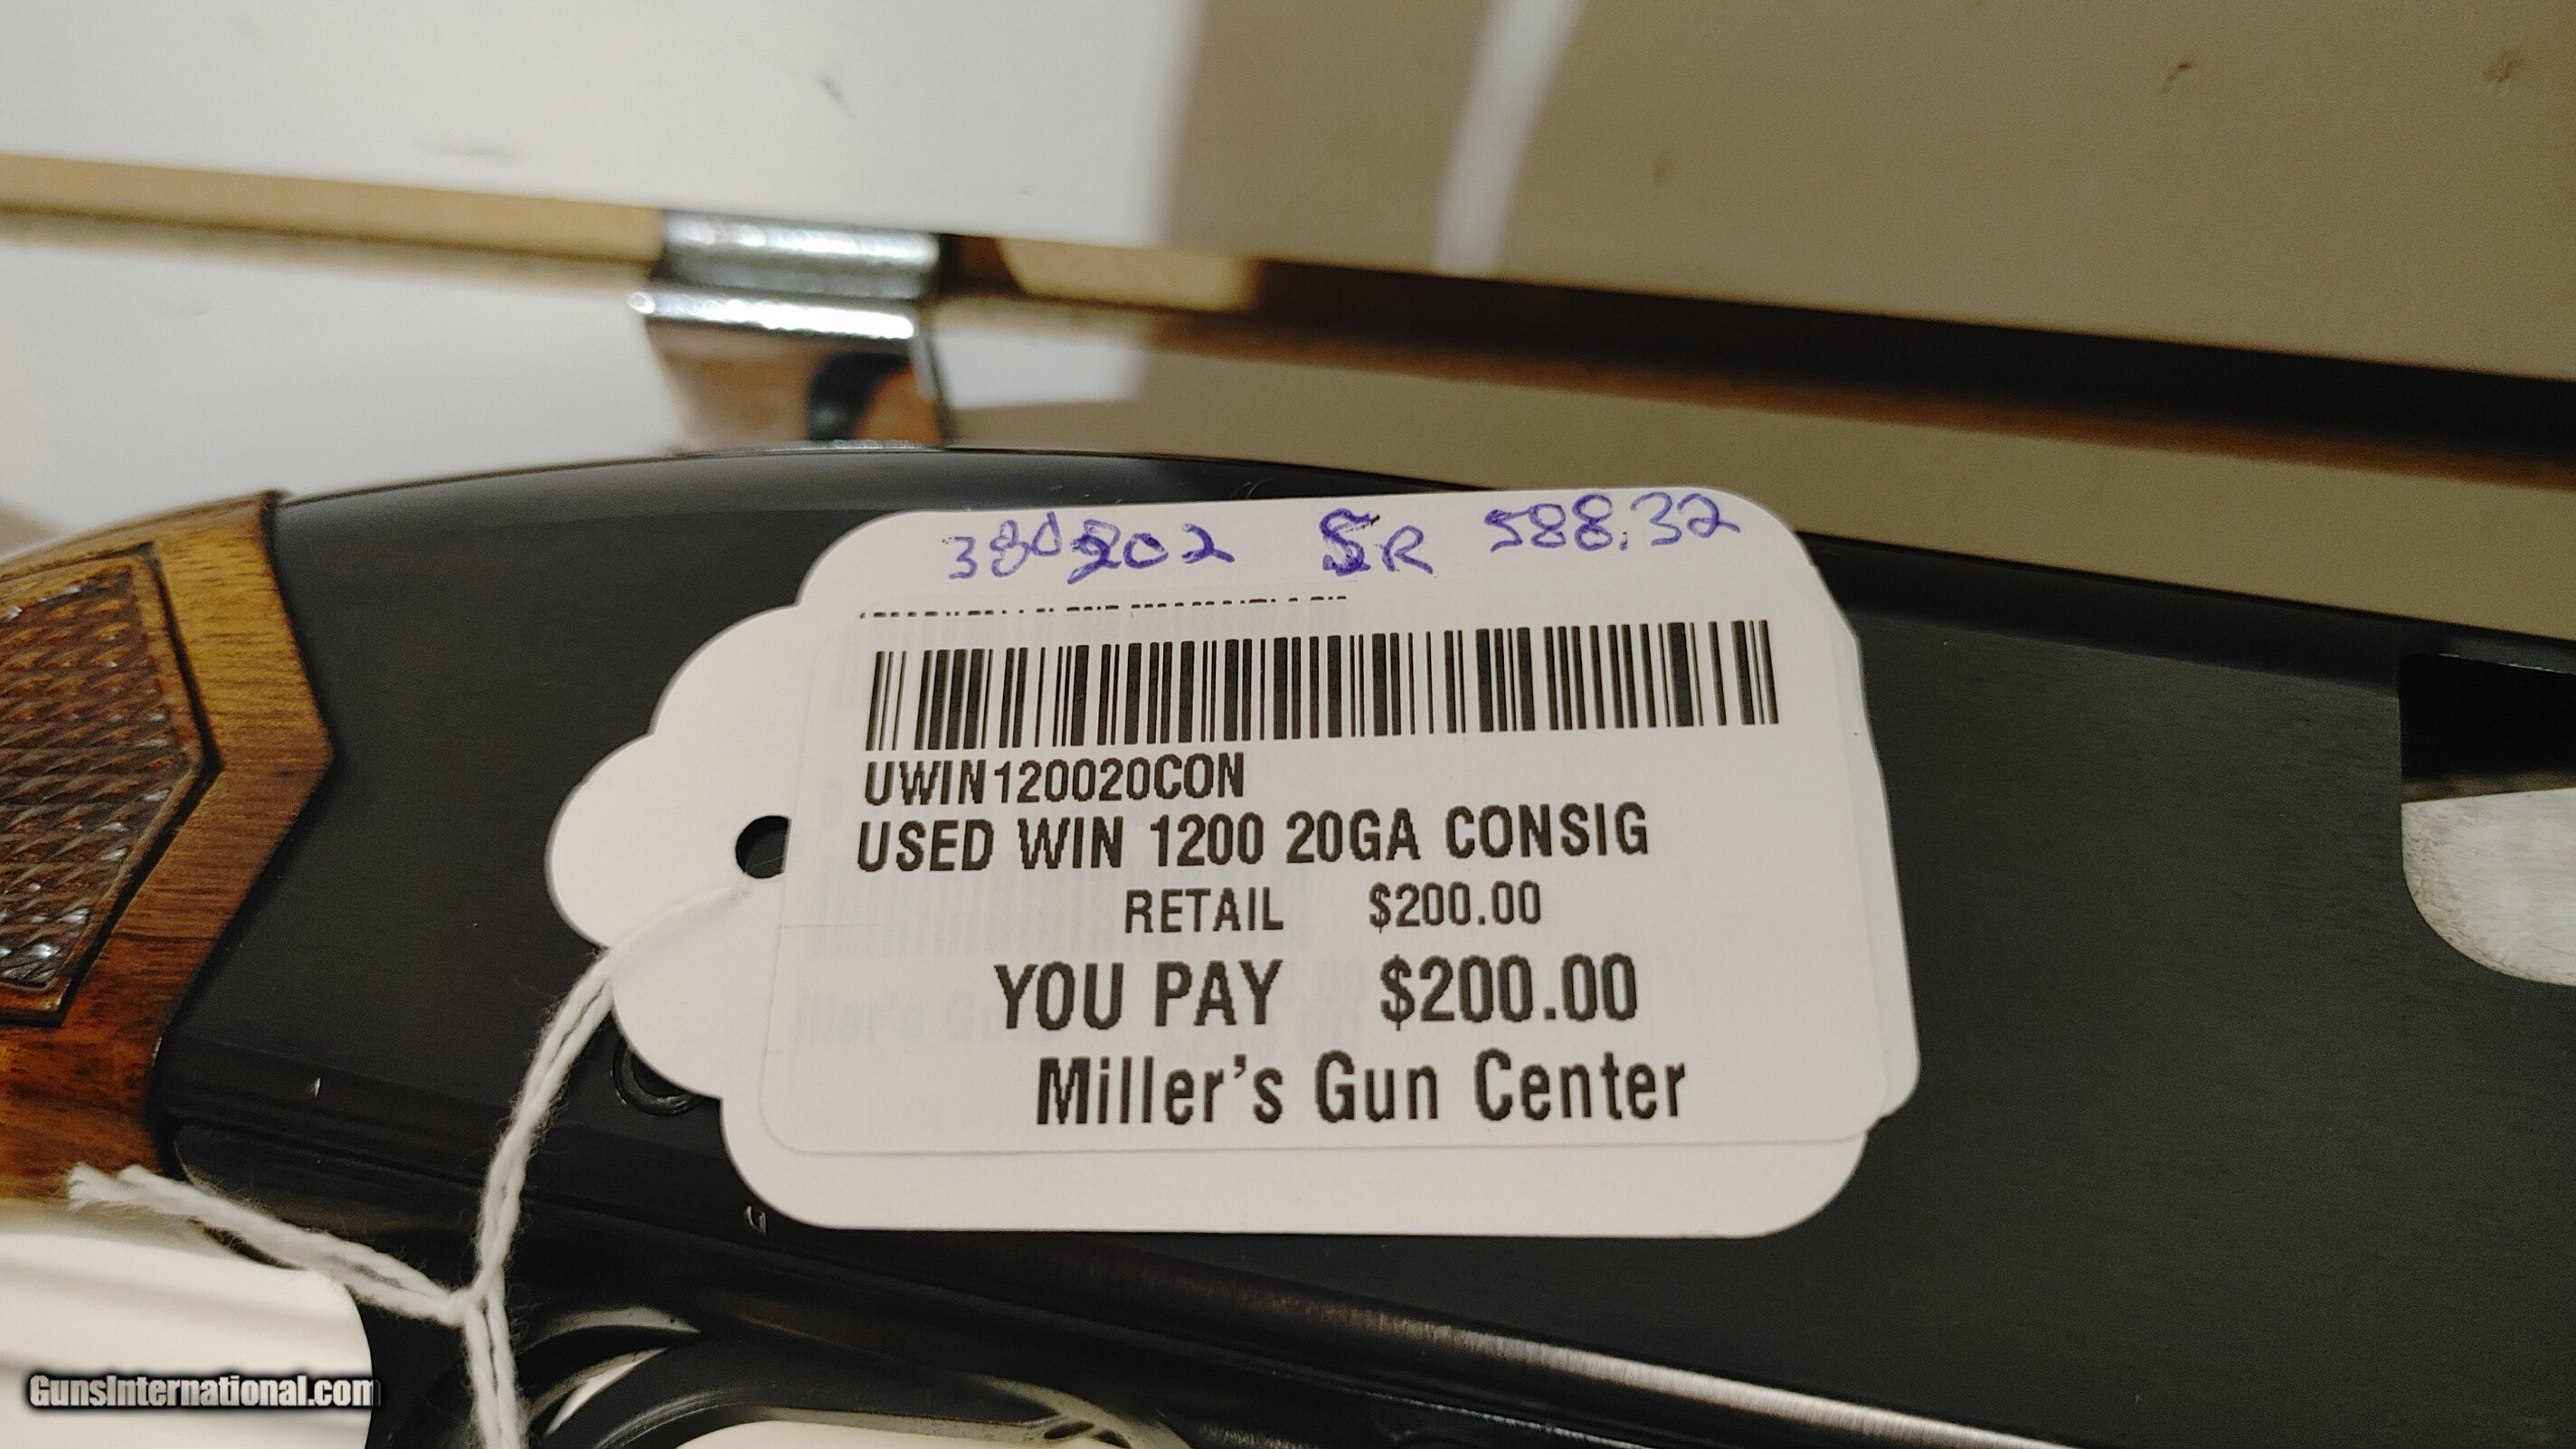 SR 588.32
UWIN120020CON
USED WIN 1200 20GA CONSIG
RETAIL $200.00
YOU PAY $200.00
Miller's Gun Center
GunsInternational.com